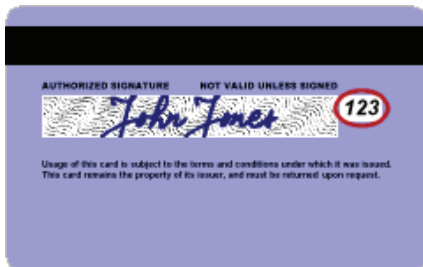 AUTHORIZED SIGNATURE NOT VALID UNLESS SIGNED
John Jones 123
Usage of this card is subject to the terms and conditions under which it was issued.
This card remains the property of its issuer, and must be returned upon request.